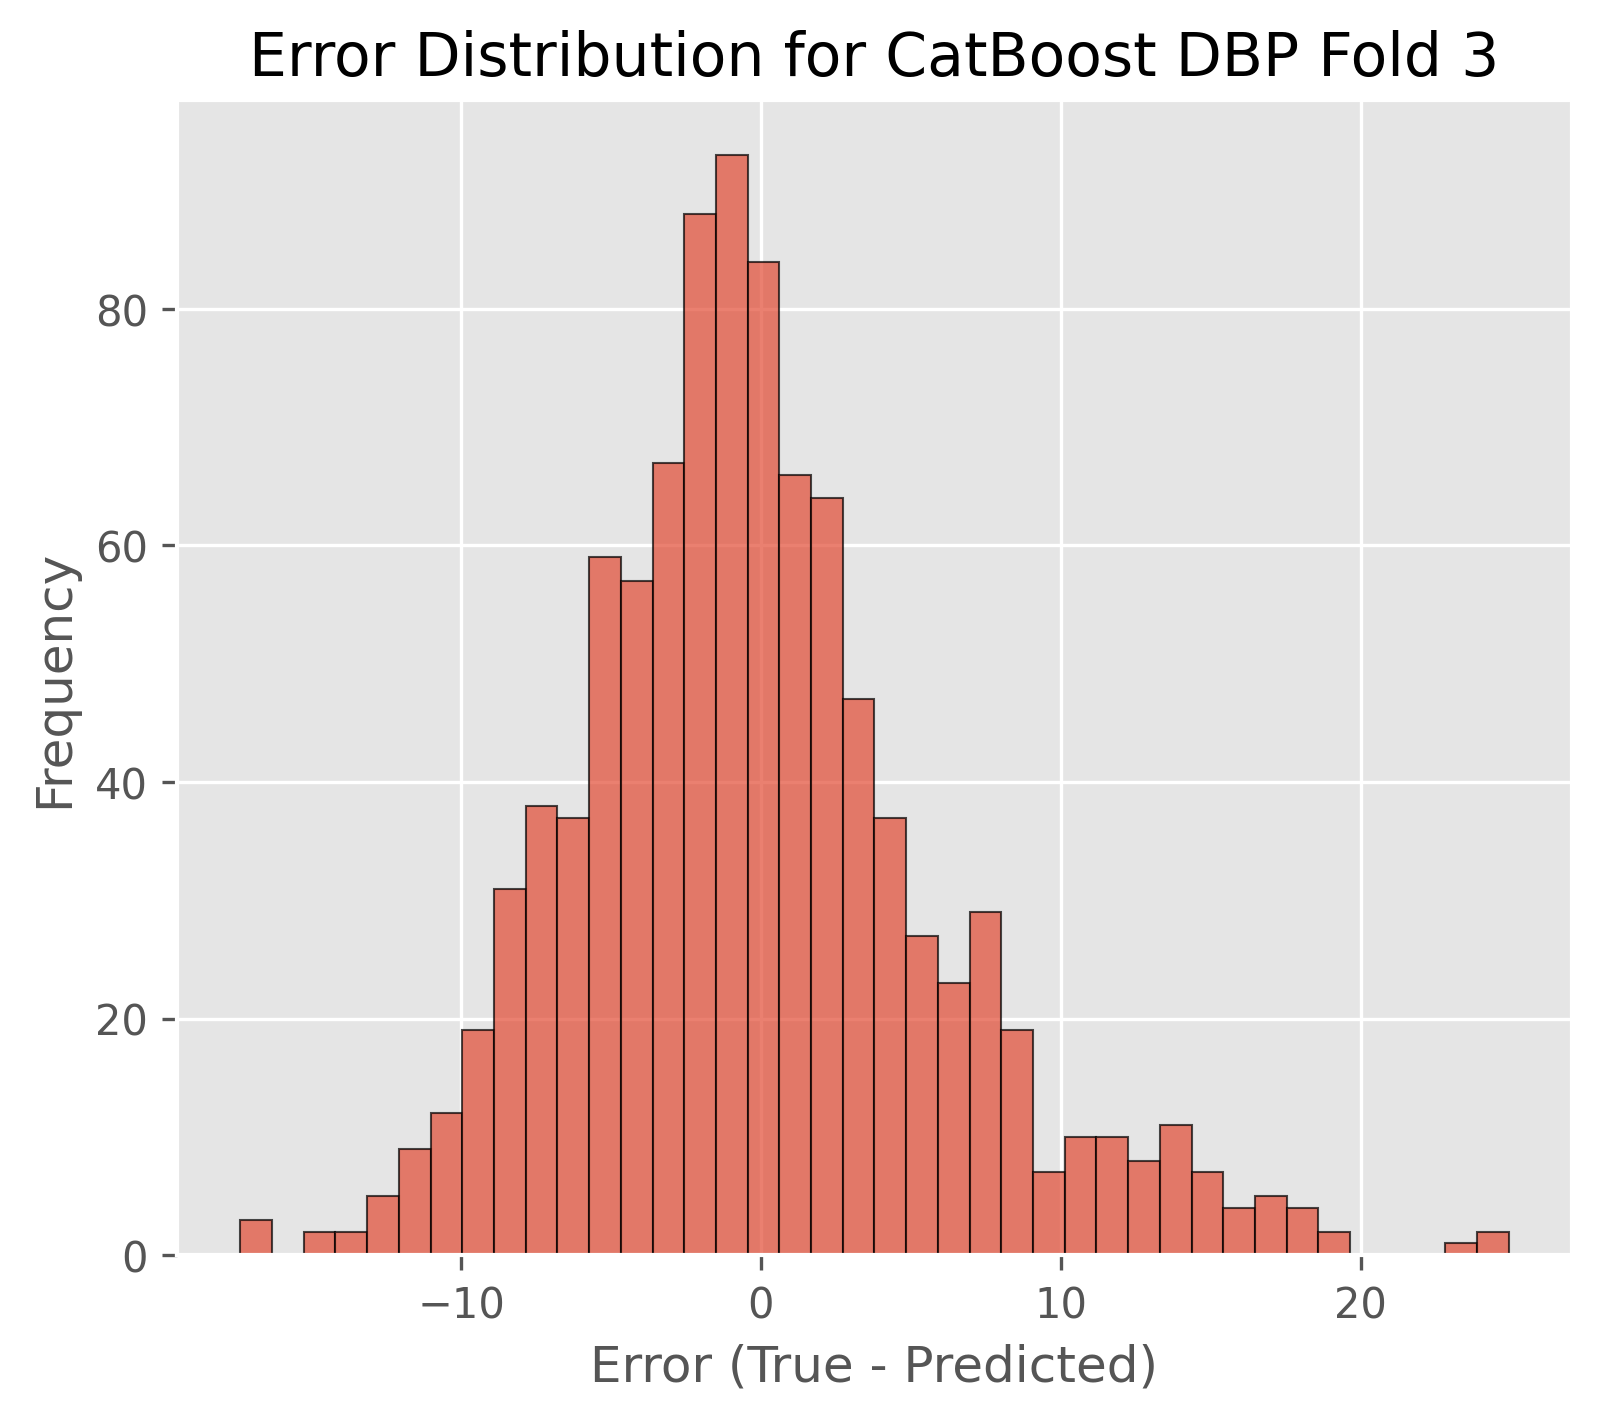 Error Distribution for CatBoost DBP Fold 3
Frequency
80
60
40
20
0
−10 0 10 20
Error (True - Predicted)